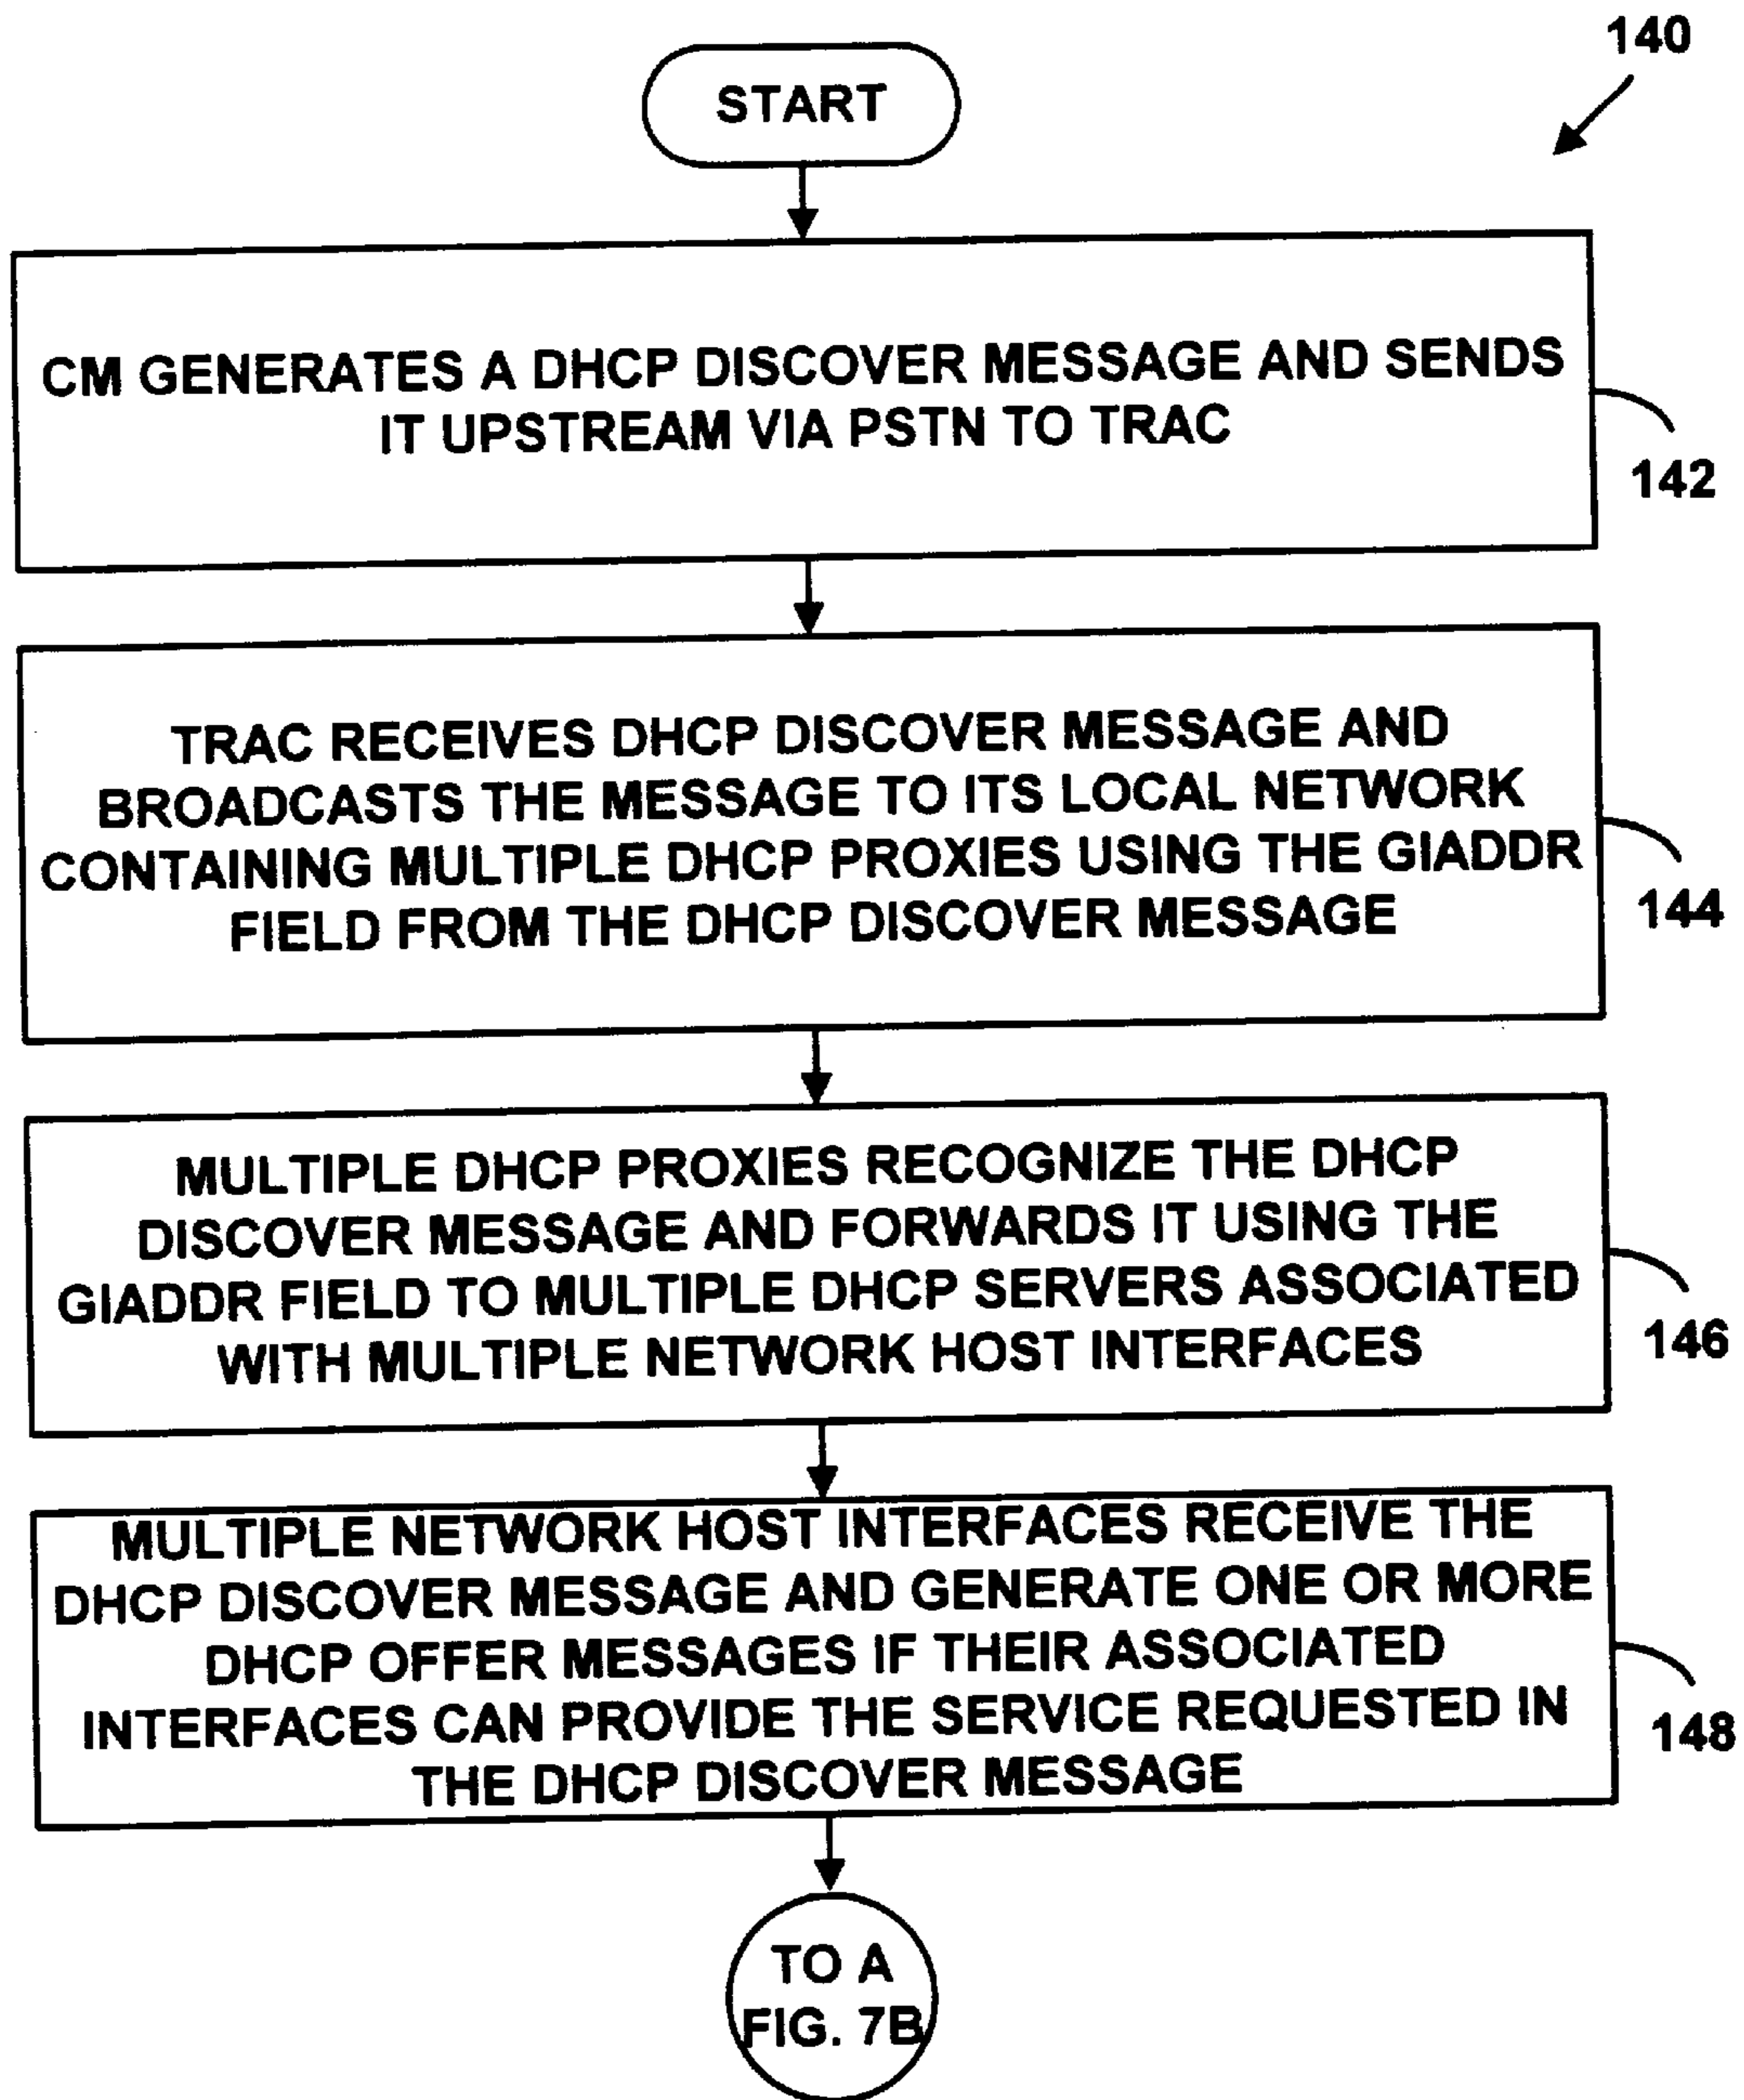 140
START
CM GENERATES A DHCP DISCOVER MESSAGE AND SENDS
IT UPSTREAM VIA PSTN TO TRAC
142
TRAC RECEIVES DHCP DISCOVER MESSAGE AND
BROADCASTS THE MESSAGE TO ITS LOCAL NETWORK
CONTAINING MULTIPLE DHCP PROXIES USING THE GIADDR
FIELD FROM THE DHCP DISCOVER MESSAGE
144
MULTIPLE DHCP PROXIES RECOGNIZE THE DHCP
DISCOVER MESSAGE AND FORWARDS IT USING THE
GIADDR FIELD TO MULTIPLE DHCP SERVERS ASSOCIATED
WITH MULTIPLE NETWORK HOST INTERFACES
146
MULTIPLE NETWORK HOST INTERFACES RECEIVE THE
DHCP DISCOVER MESSAGE AND GENERATE ONE OR MORE
DHCP OFFER MESSAGES IF THEIR ASSOCIATED
INTERFACES CAN PROVIDE THE SERVICE REQUESTED IN
THE DHCP DISCOVER MESSAGE
148
TO A
FIG. 7B